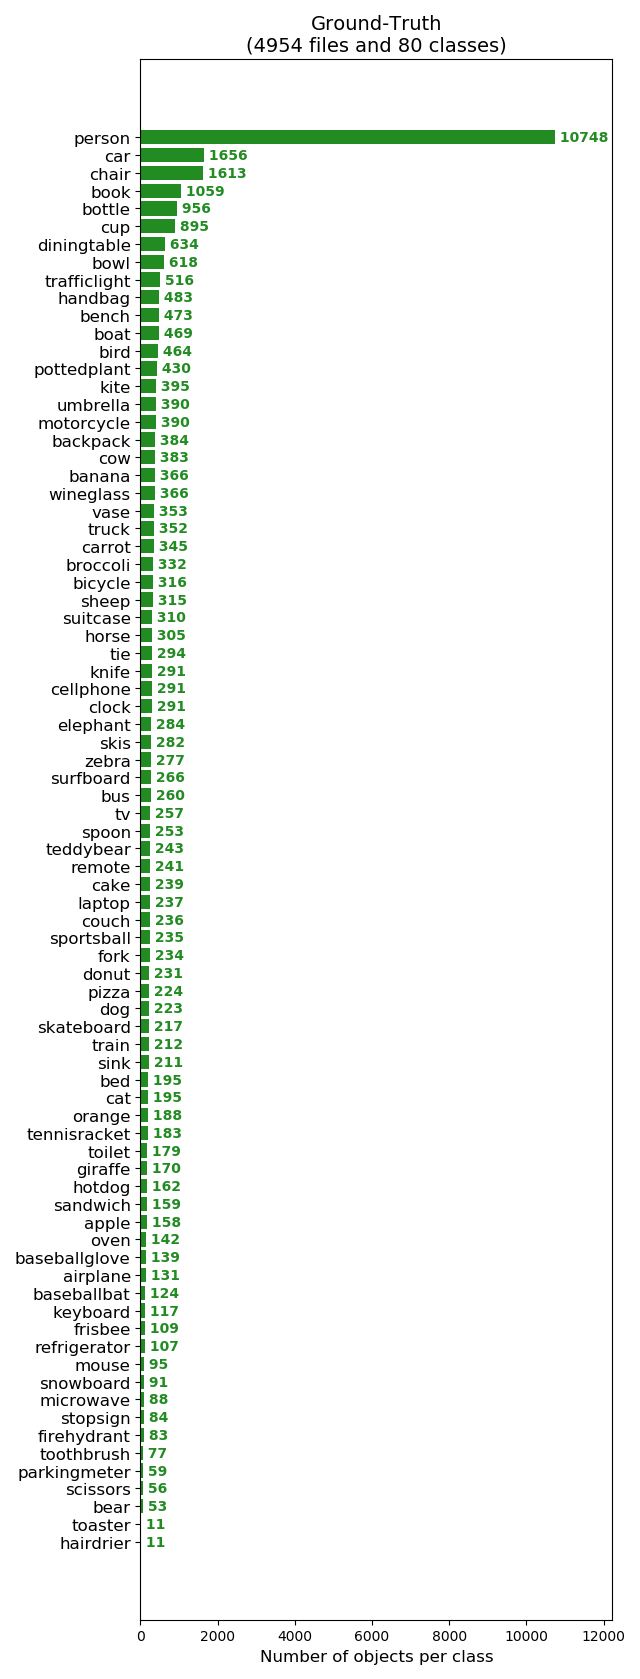 Ground-Truth
(4954 files and 80 classes)
person 10748
car 1656
chair 1613
book 1059
bottle 956
cup 895
diningtable 634
bowl 618
trafficlight 516
handbag 483
bench 473
boat 469
bird 464
pottedplant 430
kite 395
umbrella 390
motorcycle 390
backpack 384
cow 383
banana 366
wineglass 366
vase 353
truck 352
carrot 345
broccoli 332
bicycle 316
sheep 315
suitcase 310
horse 305
tie 294
knife 291
cellphone 291
clock 291
elephant 284
skis 282
zebra 277
surfboard 266
bus 260
tv 257
spoon 253
teddybear 243
remote 241
cake 239
laptop 237
couch 236
sportsball 235
fork 234
donut 231
pizza 224
dog 223
skateboard 217
train 212
sink 211
bed 195
cat 195
orange 188
tennisracket 183
toilet 179
giraffe 170
hotdog 162
sandwich 159
apple 158
oven 142
baseballglove 139
airplane 131
baseballbat 124
keyboard 117
frisbee 109
refrigerator 107
mouse 95
snowboard 91
microwave 88
stopsign 84
firehydrant 83
toothbrush 77
parkingmeter 59
scissors 56
bear 53
toaster 11
hairdrier 11
0 2000 4000 6000 8000 10000 12000
Number of objects per class